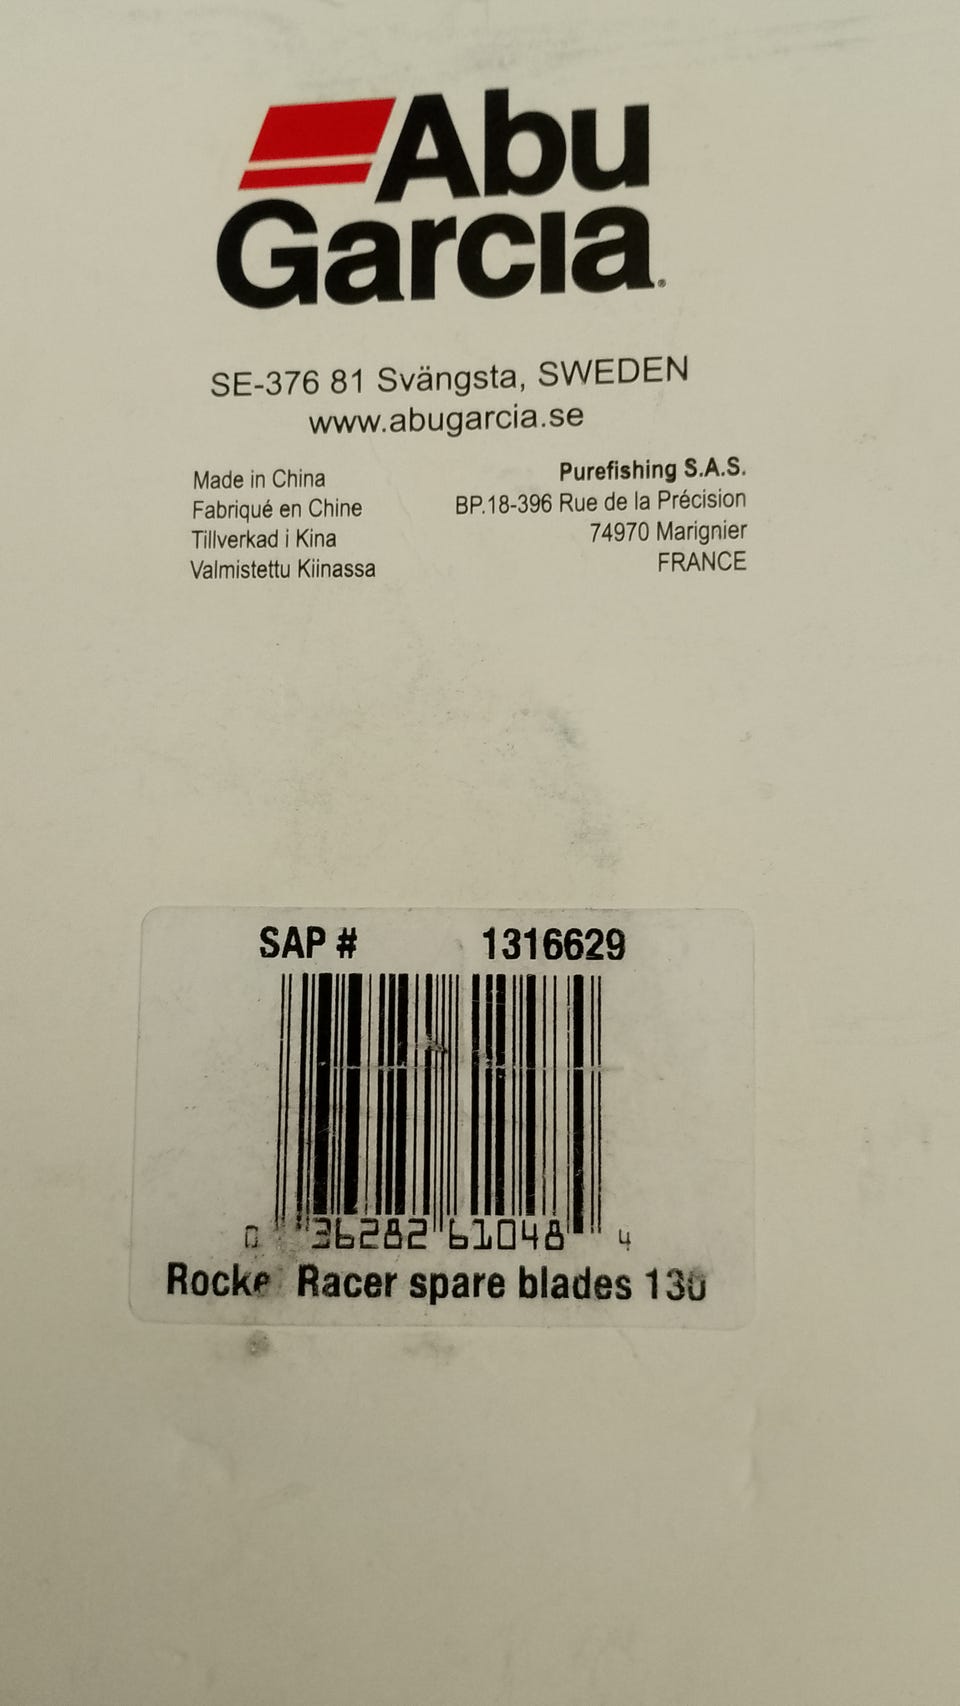 Abu
Garcia®
SE-376 81 Svängsta, SWEDEN
www.abugarcia.se
Made in China
Fabriqué en Chine
Tillverkad i Kina
Valmistettu Kiinassa
Purefishing S.A.S.
BP.18-396 Rue de la Précision
74970 Marignier
FRANCE
SAP # 1316629
0 36282 61048 4
Rocke Racer spare blades 130